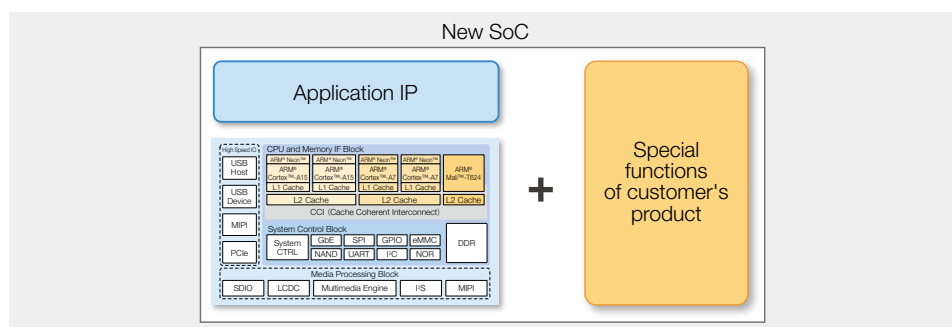 New SoC
Application IP
High Speed IO
USB
Host
USB
Device
MIPI
PCIe
CPU and Memory IF Block
ARM® Neon™ ARM® Neon™ ARM® Neon™ ARM® Neon™
ARM® ARM® ARM® ARM®
Cortex™-A15 Cortex™-A15 Cortex™-A7 Cortex™-A7
L1 Cache L1 Cache L1 Cache L1 Cache
ARM®
Mali™-T624
L2 Cache L2 Cache L2 Cache
CCI (Cache Coherent Interconnect)
System Control Block
System
CTRL
GbE SPI GPIO eMMC
NAND UART I²C NOR
DDR
Media Processing Block
SDIO LCDC Multimedia Engine I²S MIPI
+
Special
functions
of customer's
product